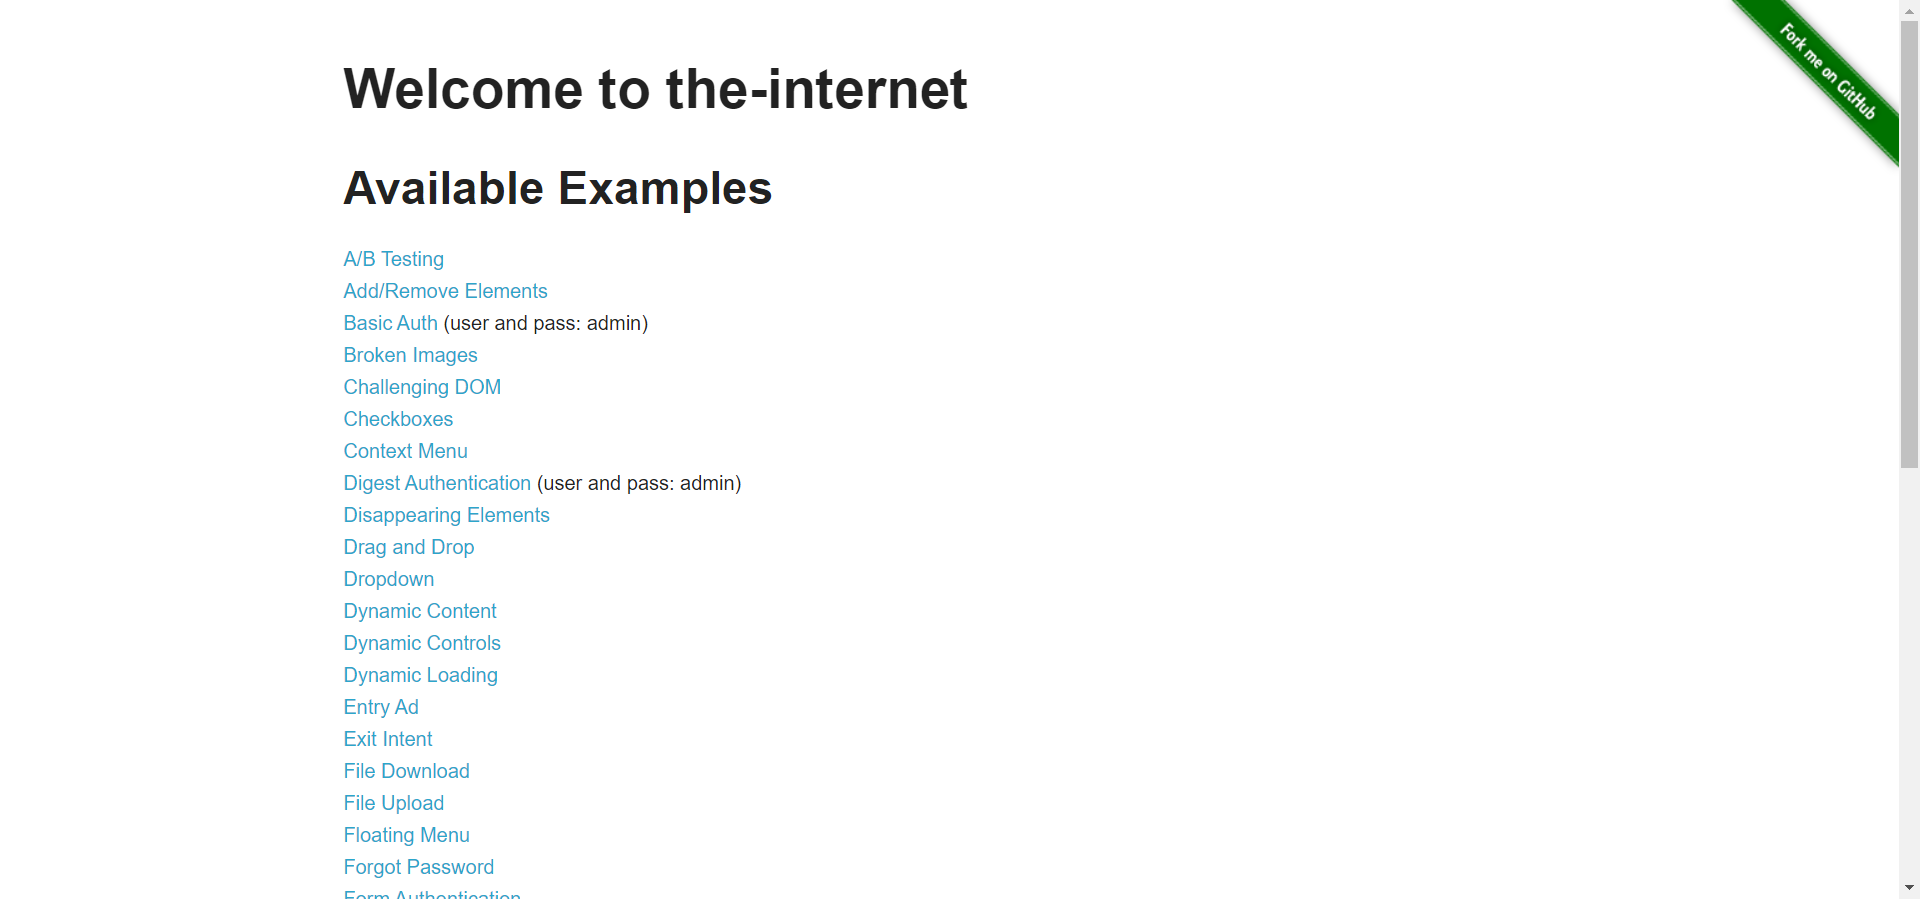 Fork me on GitHub
Welcome to the-internet
Available Examples
A/B Testing
Add/Remove Elements
Basic Auth (user and pass: admin)
Broken Images
Challenging DOM
Checkboxes
Context Menu
Digest Authentication (user and pass: admin)
Disappearing Elements
Drag and Drop
Dropdown
Dynamic Content
Dynamic Controls
Dynamic Loading
Entry Ad
Exit Intent
File Download
File Upload
Floating Menu
Forgot Password
Form Authentication